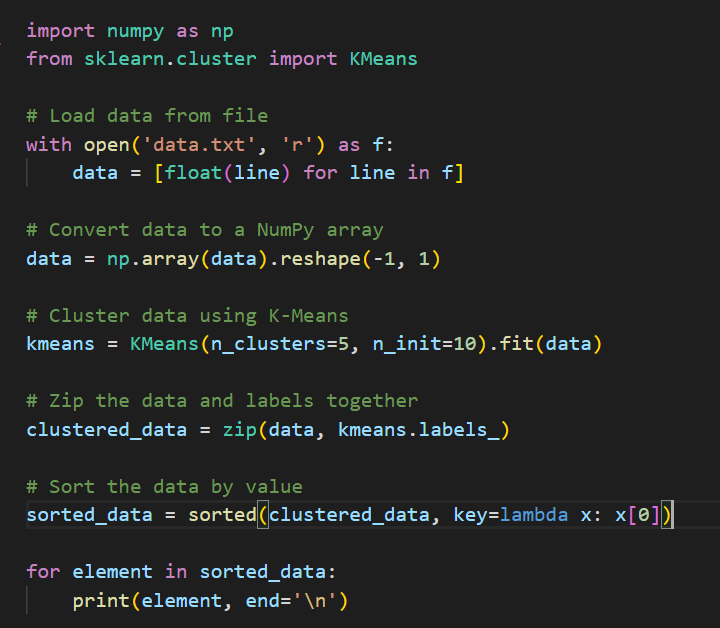 import numpy as np
from sklearn.cluster import KMeans
# Load data from file
with open('data.txt', 'r') as f:
    data = [float(line) for line in f]
# Convert data to a NumPy array
data = np.array(data).reshape(-1, 1)
# Cluster data using K-Means
kmeans = KMeans(n_clusters=5, n_init=10).fit(data)
# Zip the data and labels together
clustered_data = zip(data, kmeans.labels_)
# Sort the data by value
sorted_data = sorted(clustered_data, key=lambda x: x[0])
for element in sorted_data:
    print(element, end='\n')